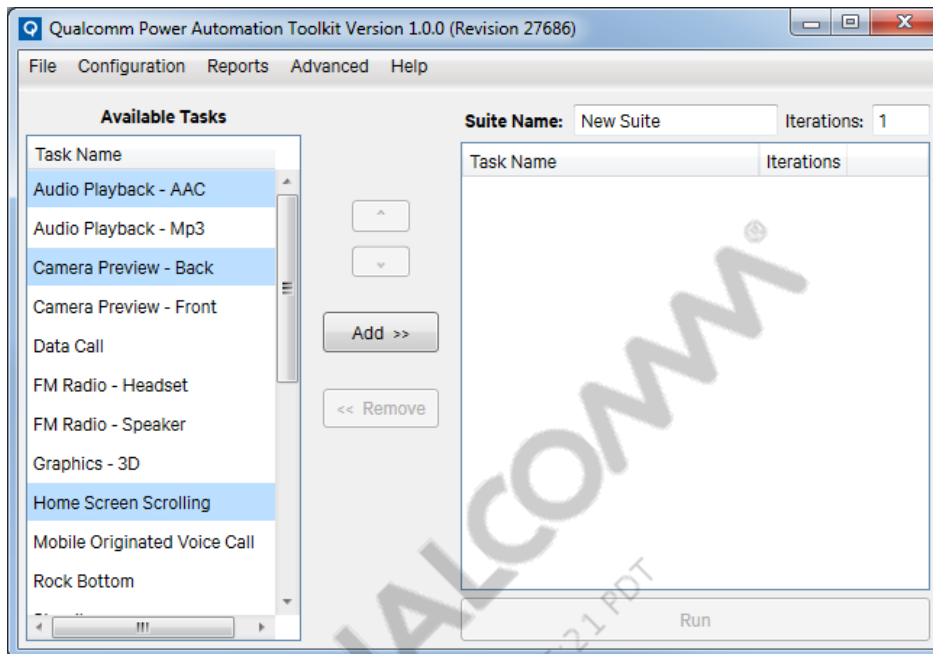 Qualcomm Power Automation Toolkit Version 1.0.0 (Revision 27686)
File Configuration Reports Advanced Help
Available Tasks
Suite Name: New Suite Iterations: 1
Task Name
Task Name Iterations
Audio Playback - AAC
Audio Playback - Mp3
Camera Preview - Back
Camera Preview - Front
Data Call
FM Radio - Headset
FM Radio - Speaker
Graphics - 3D
Home Screen Scrolling
Mobile Originated Voice Call
Rock Bottom
Add >>
<< Remove
Run
ALCOMM®
:21 PDT